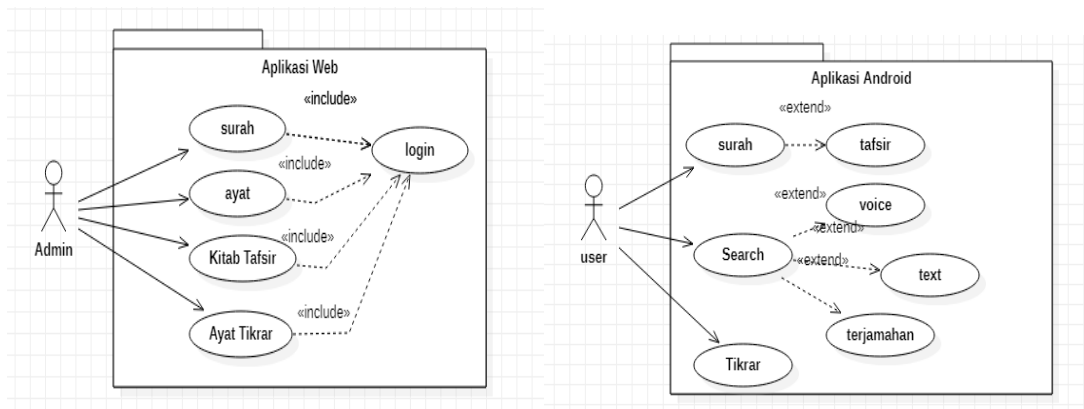 Aplikasi Web
«include»
surah
login
«include»
ayat
Admin
«include»
Kitab Tafsir
«include»
Ayat Tikrar
Aplikasi Android
«extend»
surah
tafsir
«extend»
voice
«extend»
user
Search
«extend»
text
terjamahan
Tikrar